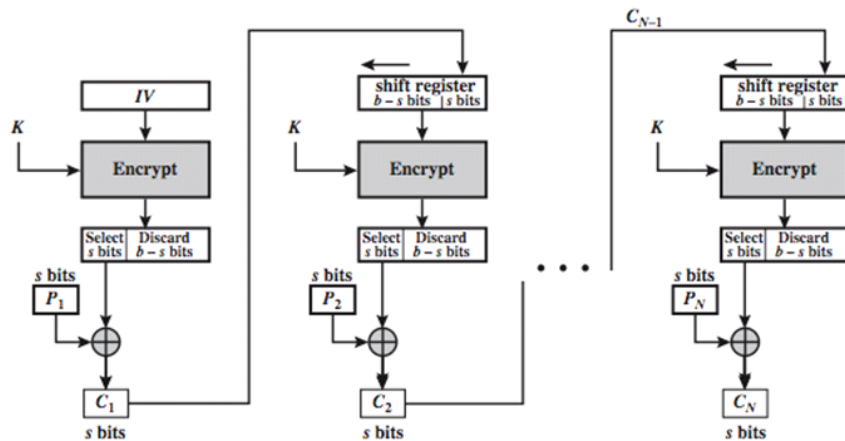 C_{N-1}
IV
shift register
b − s bits | s bits
shift register
b − s bits | s bits
K
K
K
Encrypt
Encrypt
Encrypt
Select Discard
s bits b − s bits
Select Discard
s bits b − s bits
Select Discard
s bits b − s bits
s bits
s bits
s bits
P_1
P_2
P_N
C_1
C_2
C_N
s bits
s bits
s bits